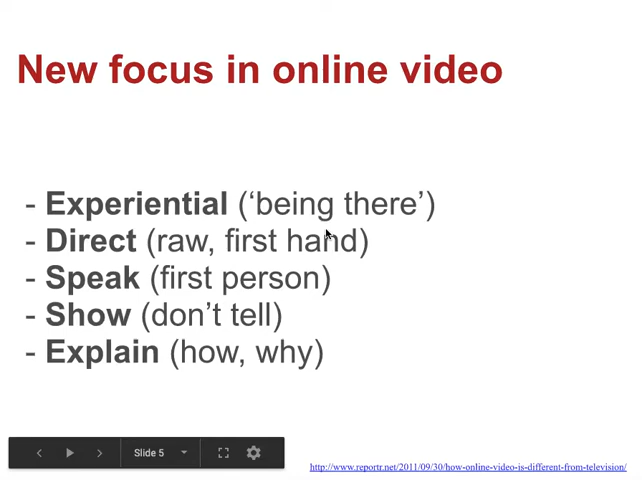 New focus in online video
- Experiential (‘being there’)
- Direct (raw, first hand)
- Speak (first person)
- Show (don’t tell)
- Explain (how, why)
Slide 5
http://www.reportr.net/2011/09/30/how-online-video-is-different-from-television/